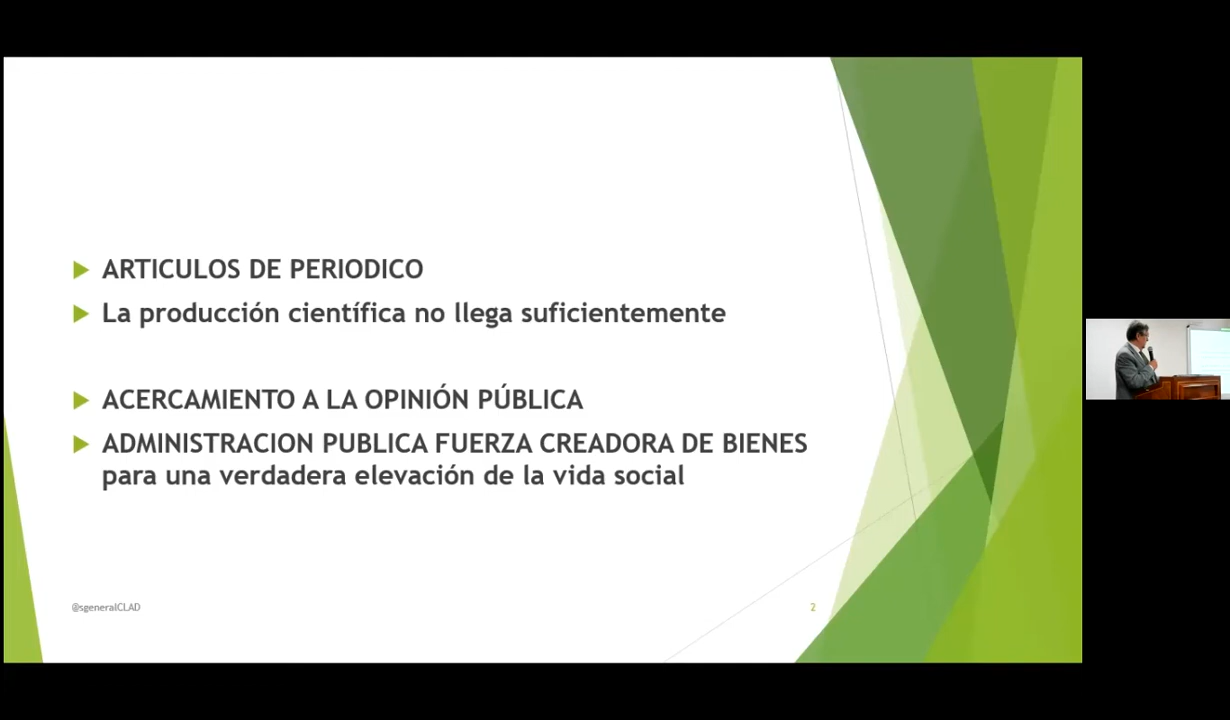 ARTICULOS DE PERIODICO
La producción científica no llega suficientemente
ACERCAMIENTO A LA OPINIÓN PÚBLICA
ADMINISTRACION PUBLICA FUERZA CREADORA DE BIENES
para una verdadera elevación de la vida social
@sgeneralCLAD
2